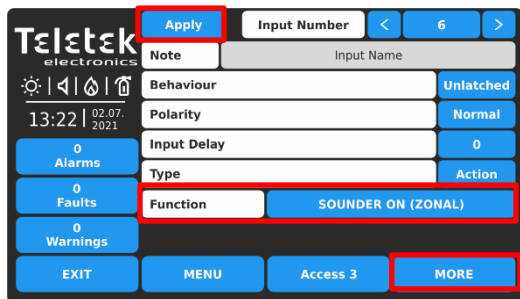 Teletek
electronics
13:22 02.07.
2021
0
Alarms
0
Faults
0
Warnings
EXIT
Apply Input Number < 6 >
Note Input Name
Behaviour Unlatched
Polarity Normal
Input Delay 0
Type Action
Function SOUNDER ON (ZONAL)
MENU Access 3 MORE